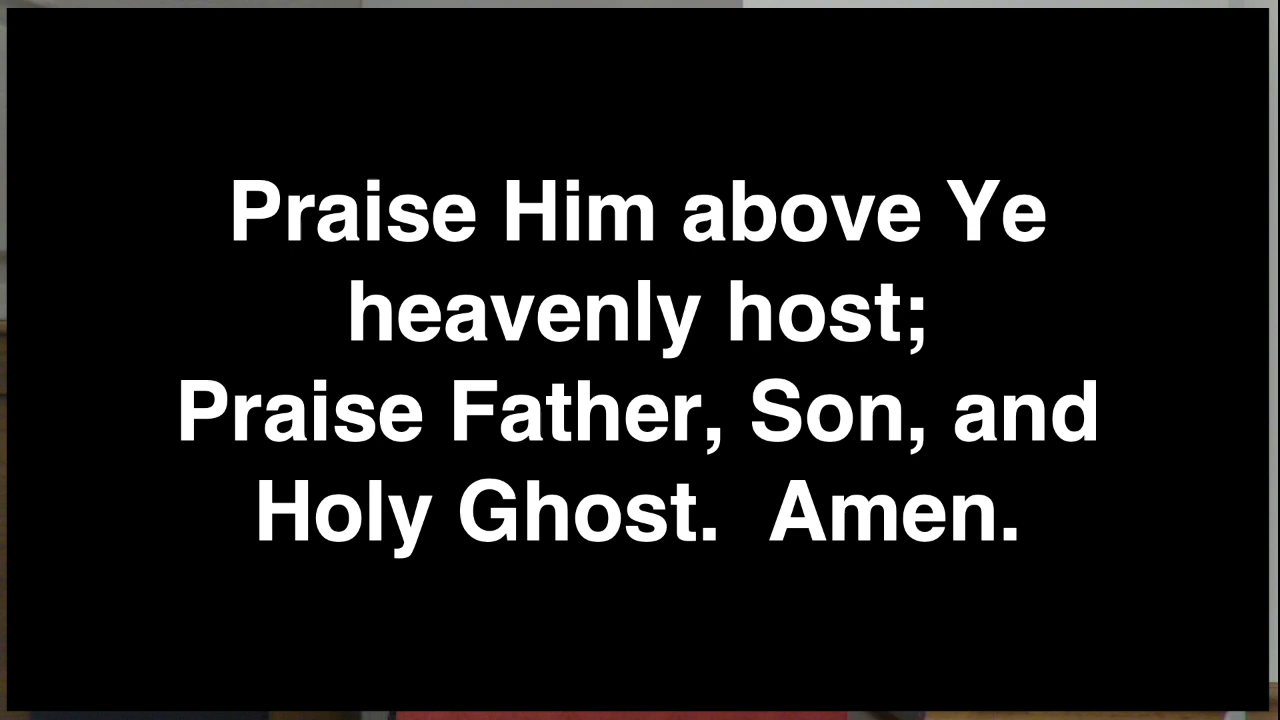 Praise Him above Ye
heavenly host;
Praise Father, Son, and
Holy Ghost.  Amen.